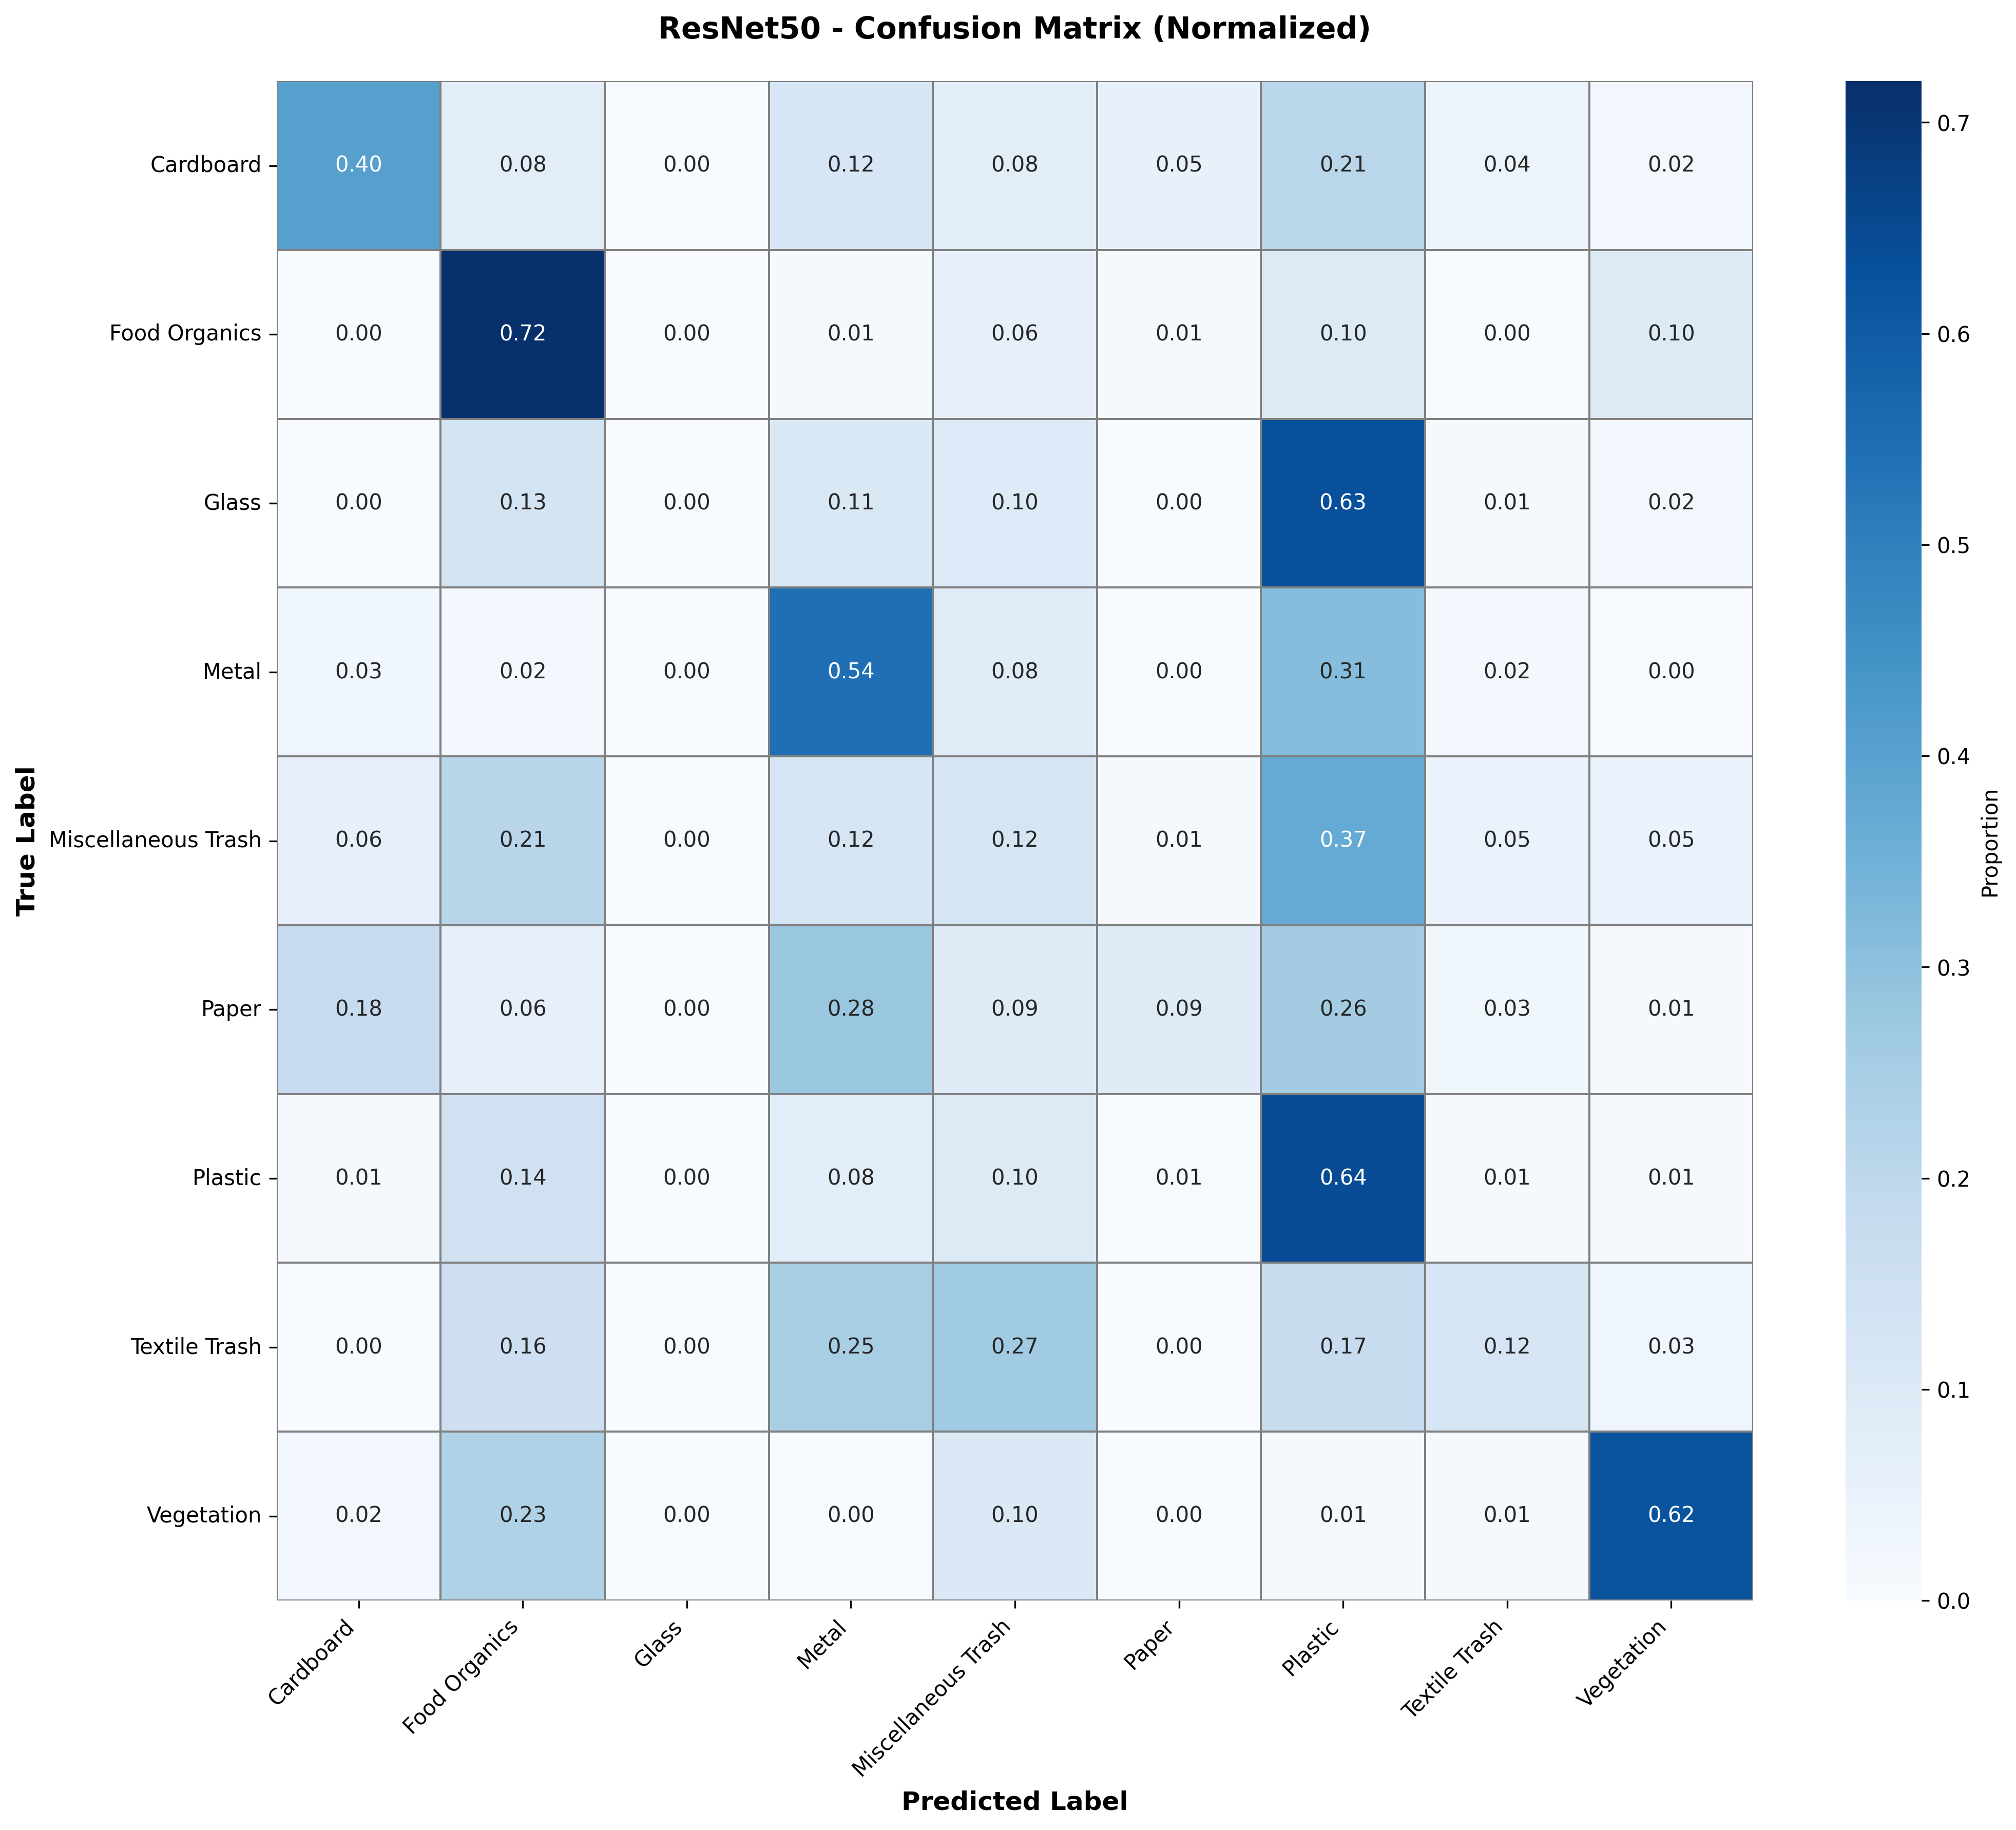 ResNet50 - Confusion Matrix (Normalized)
True Label
Cardboard 0.40 0.08 0.00 0.12 0.08 0.05 0.21 0.04 0.02
Food Organics 0.00 0.72 0.00 0.01 0.06 0.01 0.10 0.00 0.10
Glass 0.00 0.13 0.00 0.11 0.10 0.00 0.63 0.01 0.02
Metal 0.03 0.02 0.00 0.54 0.08 0.00 0.31 0.02 0.00
Miscellaneous Trash 0.06 0.21 0.00 0.12 0.12 0.01 0.37 0.05 0.05
Paper 0.18 0.06 0.00 0.28 0.09 0.09 0.26 0.03 0.01
Plastic 0.01 0.14 0.00 0.08 0.10 0.01 0.64 0.01 0.01
Textile Trash 0.00 0.16 0.00 0.25 0.27 0.00 0.17 0.12 0.03
Vegetation 0.02 0.23 0.00 0.00 0.10 0.00 0.01 0.01 0.62
Cardboard Food Organics Glass Metal Miscellaneous Trash Paper Plastic Textile Trash Vegetation
Predicted Label
0.7
0.6
0.5
0.4
0.3
0.2
0.1
0.0
Proportion